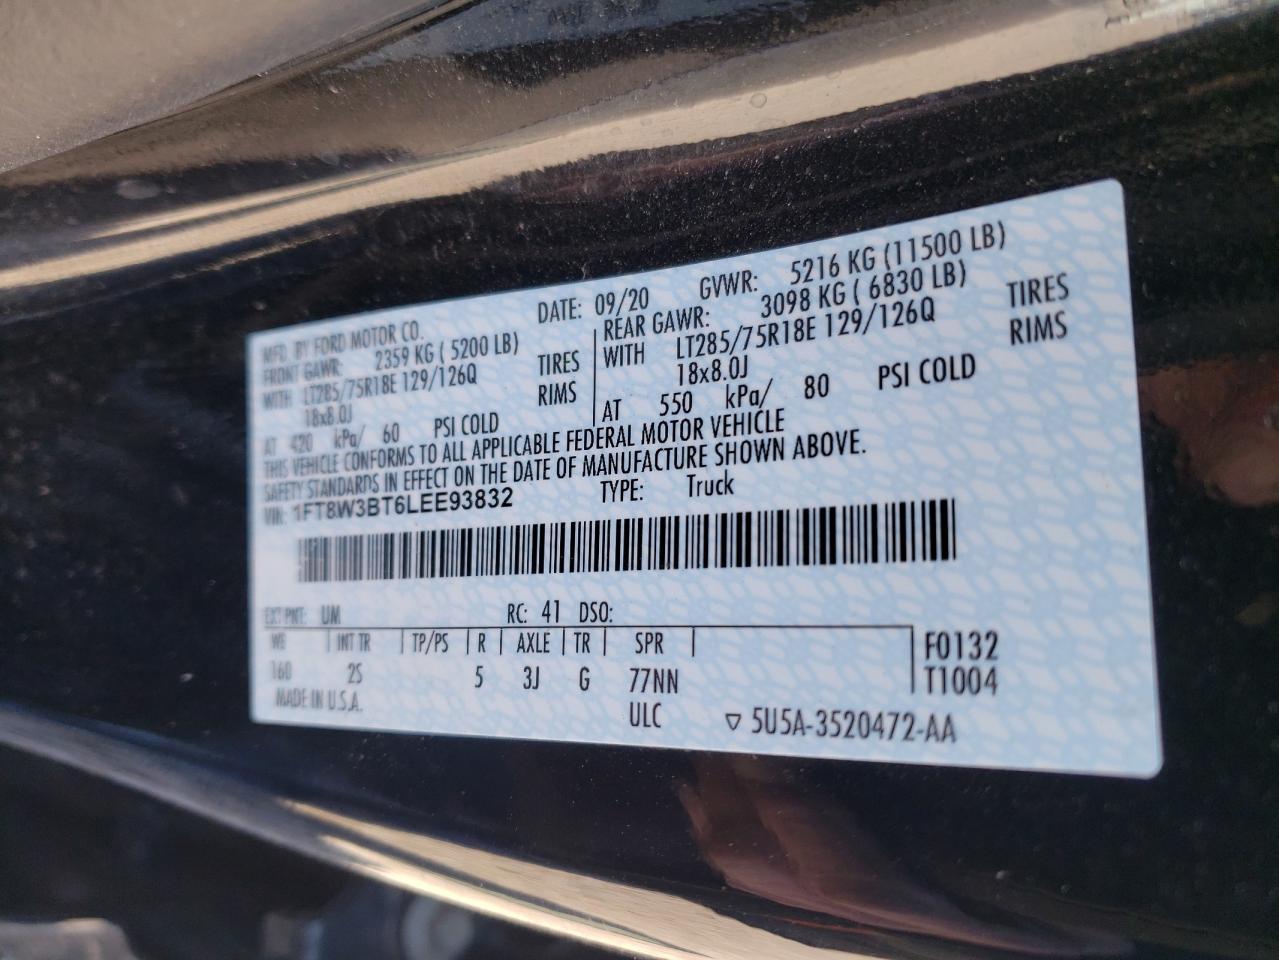 MFD. BY FORD MOTOR CO. DATE: 09/20 GVWR: 5216 KG (11500 LB)
FRONT GAWR: 2359 KG ( 5200 LB) REAR GAWR: 3098 KG ( 6830 LB)
WITH LT285/75R18E 129/126Q TIRES WITH LT285/75R18E 129/126Q TIRES
18x8.0J RIMS 18x8.0J RIMS
AT 420 kPa/ 60 PSI COLD AT 550 kPa/ 80 PSI COLD
THIS VEHICLE CONFORMS TO ALL APPLICABLE FEDERAL MOTOR VEHICLE
SAFETY STANDARDS IN EFFECT ON THE DATE OF MANUFACTURE SHOWN ABOVE.
VIN: 1FT8W3BT6LEE93832 TYPE: Truck
EXT PNT: UM RC: 41 DSO:
WB INT TR TP/PS R AXLE TR SPR F0132
160 2S 5 3J G 77NN T1004
MADE IN U.S.A. ULC ▽ 5U5A-3520472-AA